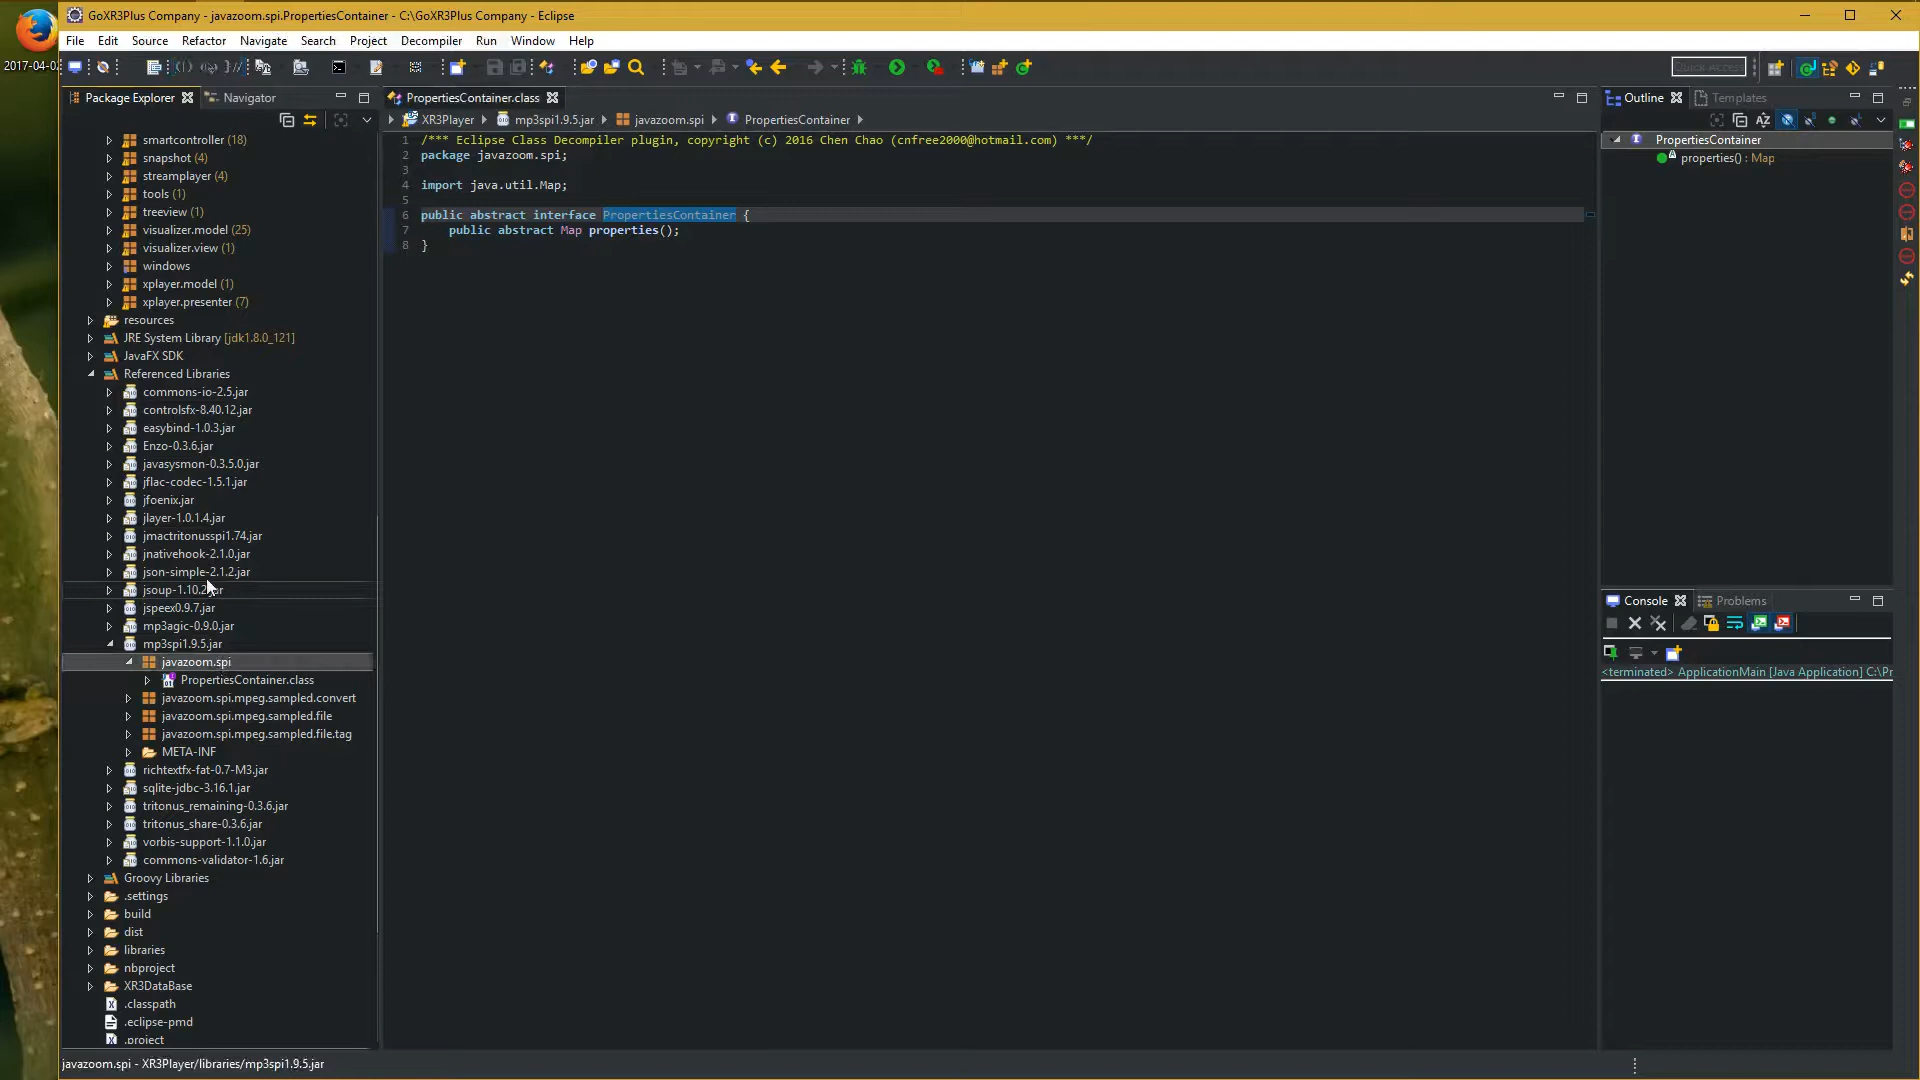 GoXR3Plus Company - javazoom.spi.PropertiesContainer - C:\GoXR3Plus Company - Eclipse
File Edit Source Refactor Navigate Search Project Decompiler Run Window Help
2017-04-02
Quick Access
Package Explorer
Navigator
smartcontroller (18)
snapshot (4)
streamplayer (4)
tools (1)
treeview (1)
visualizer.model (25)
visualizer.view (1)
windows
xplayer.model (1)
xplayer.presenter (7)
resources
JRE System Library [jdk1.8.0_121]
JavaFX SDK
Referenced Libraries
commons-io-2.5.jar
controlsfx-8.40.12.jar
easybind-1.0.3.jar
Enzo-0.3.6.jar
javasysmon-0.3.5.0.jar
jflac-codec-1.5.1.jar
jfoenix.jar
jlayer-1.0.1.4.jar
jmactritonusspi1.74.jar
jnativehook-2.1.0.jar
json-simple-2.1.2.jar
jsoup-1.10.2.jar
jspeex0.9.7.jar
mp3agic-0.9.0.jar
mp3spi1.9.5.jar
javazoom.spi
PropertiesContainer.class
javazoom.spi.mpeg.sampled.convert
javazoom.spi.mpeg.sampled.file
javazoom.spi.mpeg.sampled.file.tag
META-INF
richtextfx-fat-0.7-M3.jar
sqlite-jdbc-3.16.1.jar
tritonus_remaining-0.3.6.jar
tritonus_share-0.3.6.jar
vorbis-support-1.1.0.jar
commons-validator-1.6.jar
Groovy Libraries
.settings
build
dist
libraries
nbproject
XR3DataBase
.classpath
.eclipse-pmd
.project
PropertiesContainer.class
XR3Player mp3spi1.9.5.jar javazoom.spi PropertiesContainer
1 /*** Eclipse Class Decompiler plugin, copyright (c) 2016 Chen Chao (cnfree2000@hotmail.com) ***/
2 package javazoom.spi;
3
4 import java.util.Map;
5
6 public abstract interface PropertiesContainer {
7 public abstract Map properties();
8 }
Outline
Templates
PropertiesContainer
properties() : Map
Console
Problems
<terminated> ApplicationMain [Java Application] C:\Pr
javazoom.spi - XR3Player/libraries/mp3spi1.9.5.jar